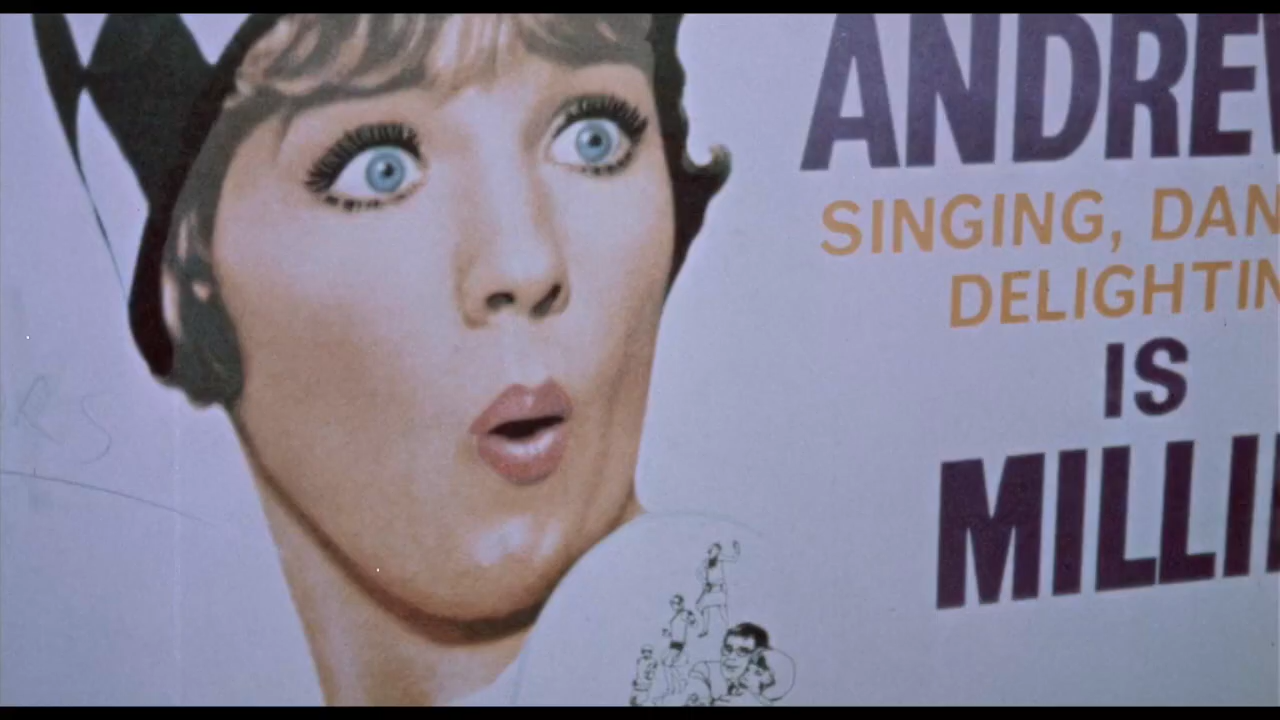 ANDREW
SINGING, DAN
DELIGHTIN
IS
MILLI